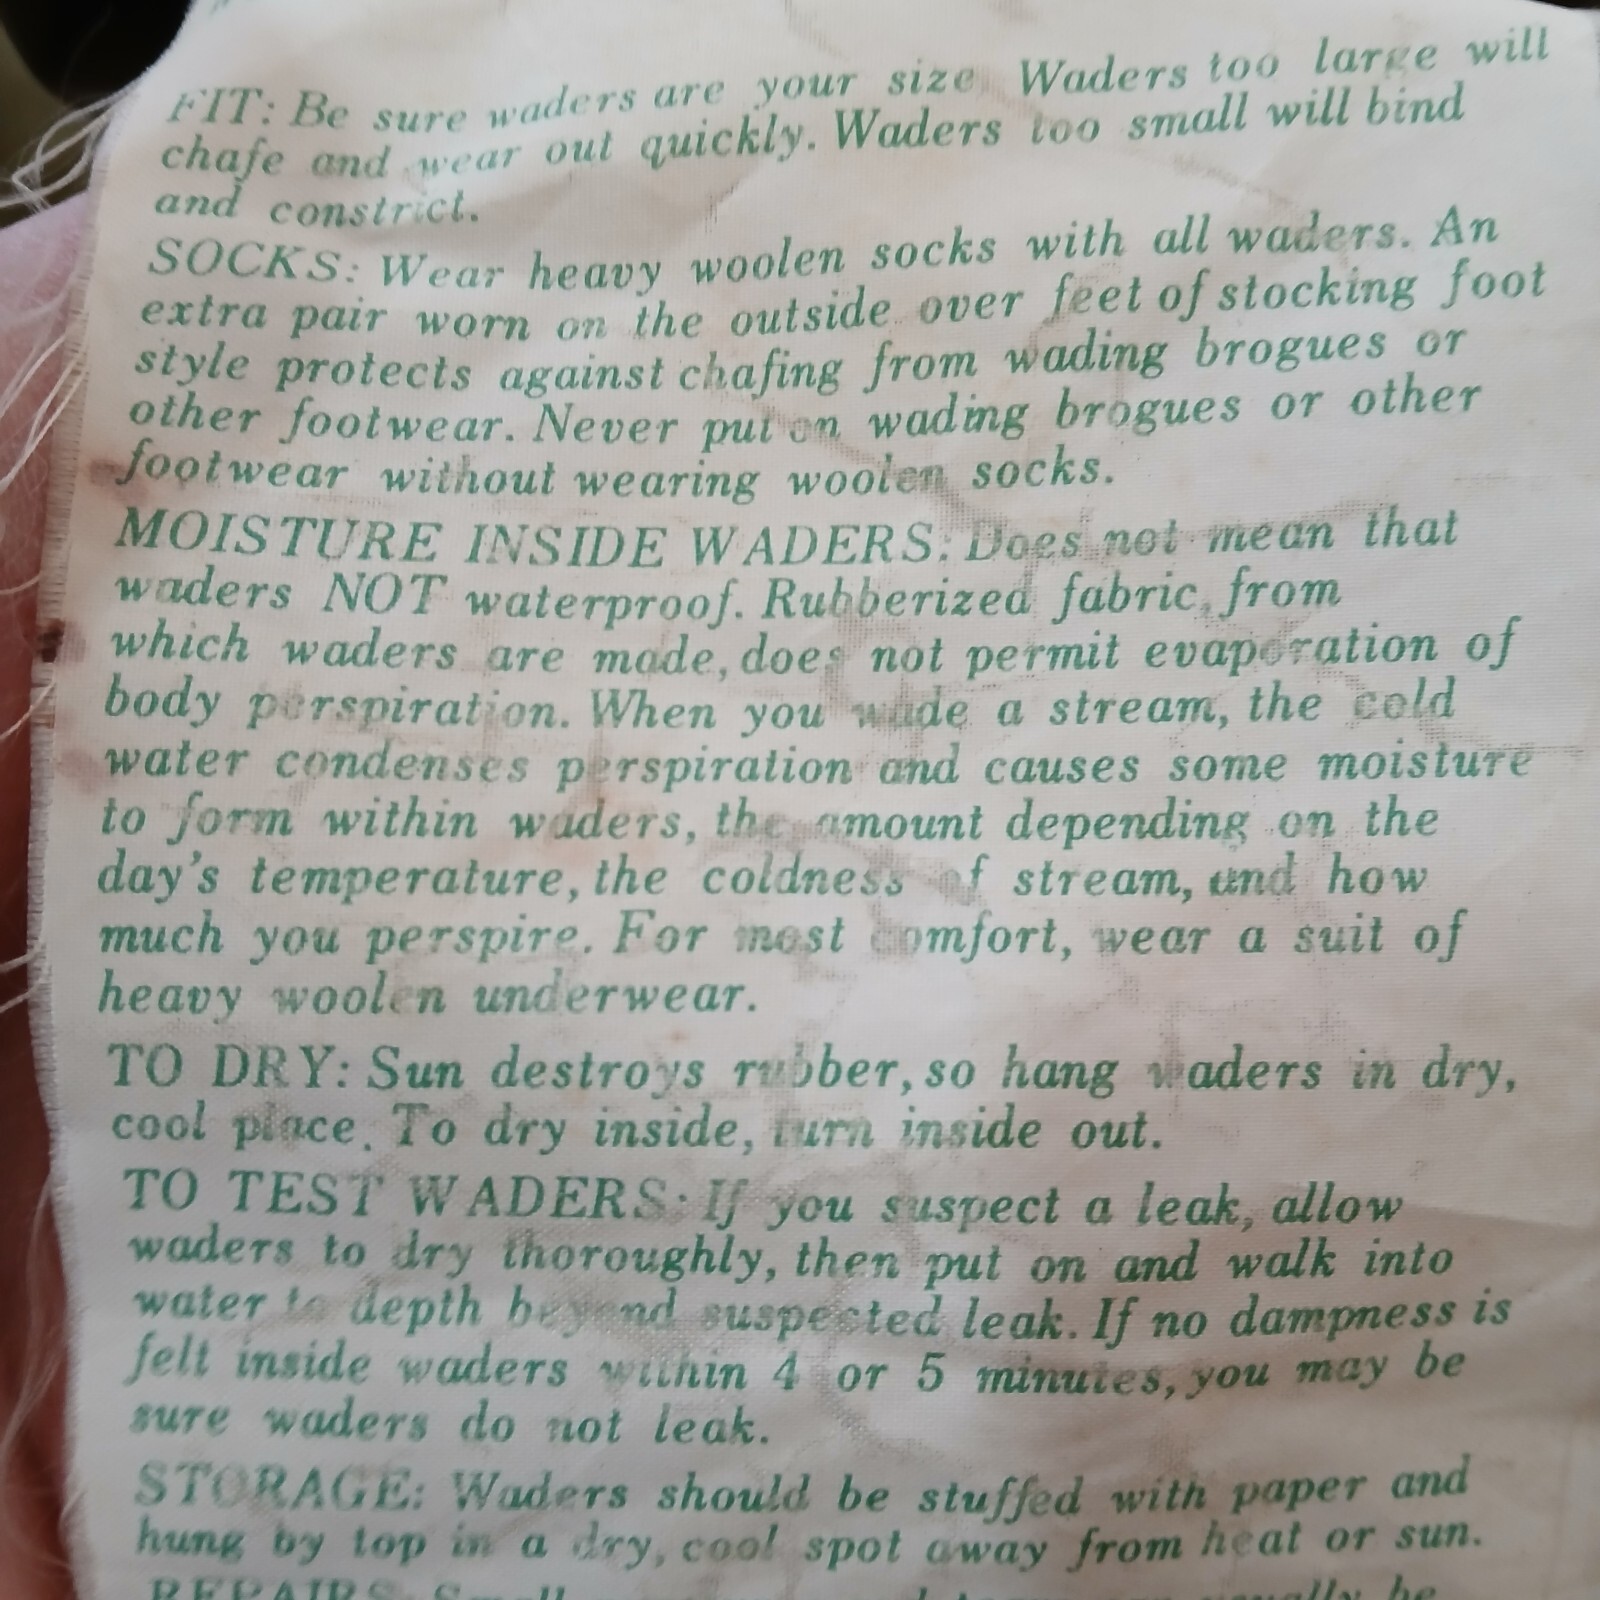 FIT: Be sure waders are your size. Waders too large will
chafe and wear out quickly. Waders too small will bind
and constrict.
SOCKS: Wear heavy woolen socks with all waders. An
extra pair worn on the outside over feet of stocking foot
style protects against chafing from wading brogues or
other footwear. Never put on wading brogues or other
footwear without wearing woolen socks.
MOISTURE INSIDE WADERS: Does not mean that
waders NOT waterproof. Rubberized fabric, from
which waders are made, does not permit evaporation of
body perspiration. When you wade a stream, the cold
water condenses perspiration and causes some moisture
to form within waders, the amount depending on the
day's temperature, the coldness of stream, and how
much you perspire. For most comfort, wear a suit of
heavy woolen underwear.
TO DRY: Sun destroys rubber, so hang waders in dry,
cool place. To dry inside, turn inside out.
TO TEST WADERS: If you suspect a leak, allow
waders to dry thoroughly, then put on and walk into
water to depth beyond suspected leak. If no dampness is
felt inside waders within 4 or 5 minutes, you may be
sure waders do not leak.
STORAGE: Waders should be stuffed with paper and
hung by top in a dry, cool spot away from heat or sun.
REPAIRS: Small usually be